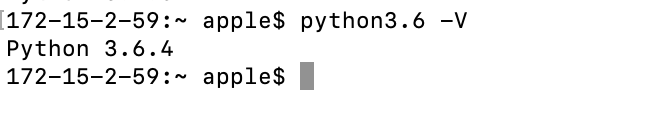 [172-15-2-59:~ apple$ python3.6 -V
Python 3.6.4
172-15-2-59:~ apple$